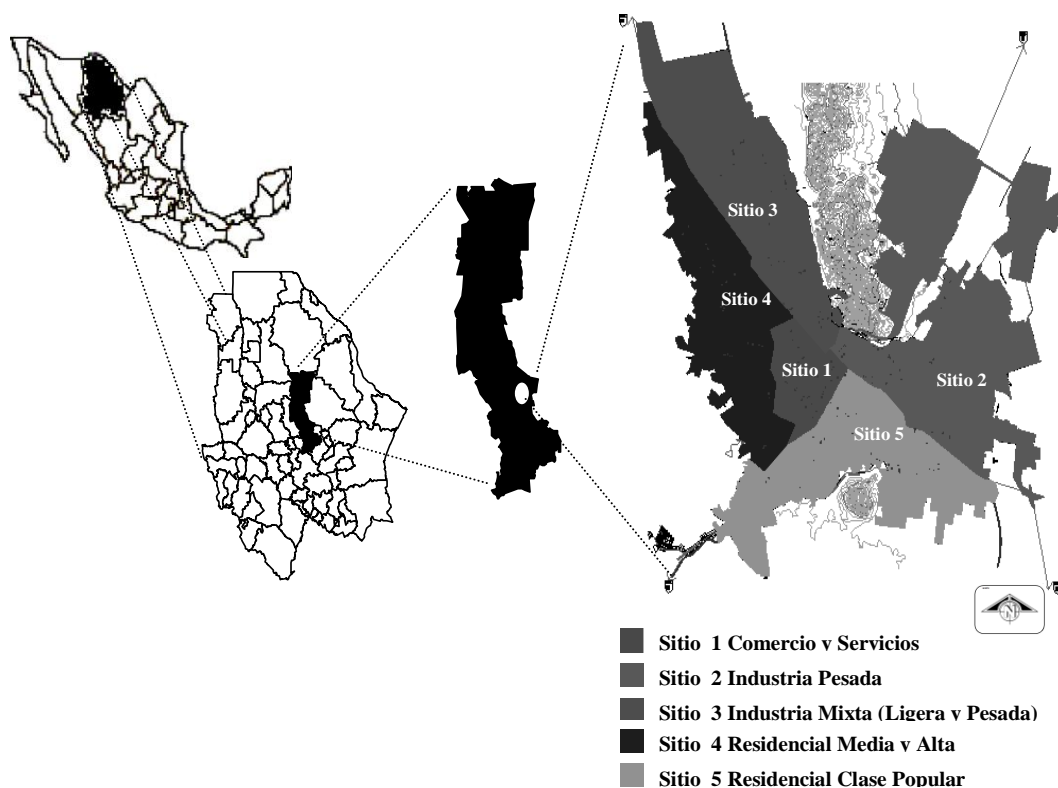 Sitio 3
Sitio 4
Sitio 1
Sitio 2
Sitio 5
N
Sitio 1 Comercio y Servicios
Sitio 2 Industria Pesada
Sitio 3 Industria Mixta (Ligera y Pesada)
Sitio 4 Residencial Media y Alta
Sitio 5 Residencial Clase Popular